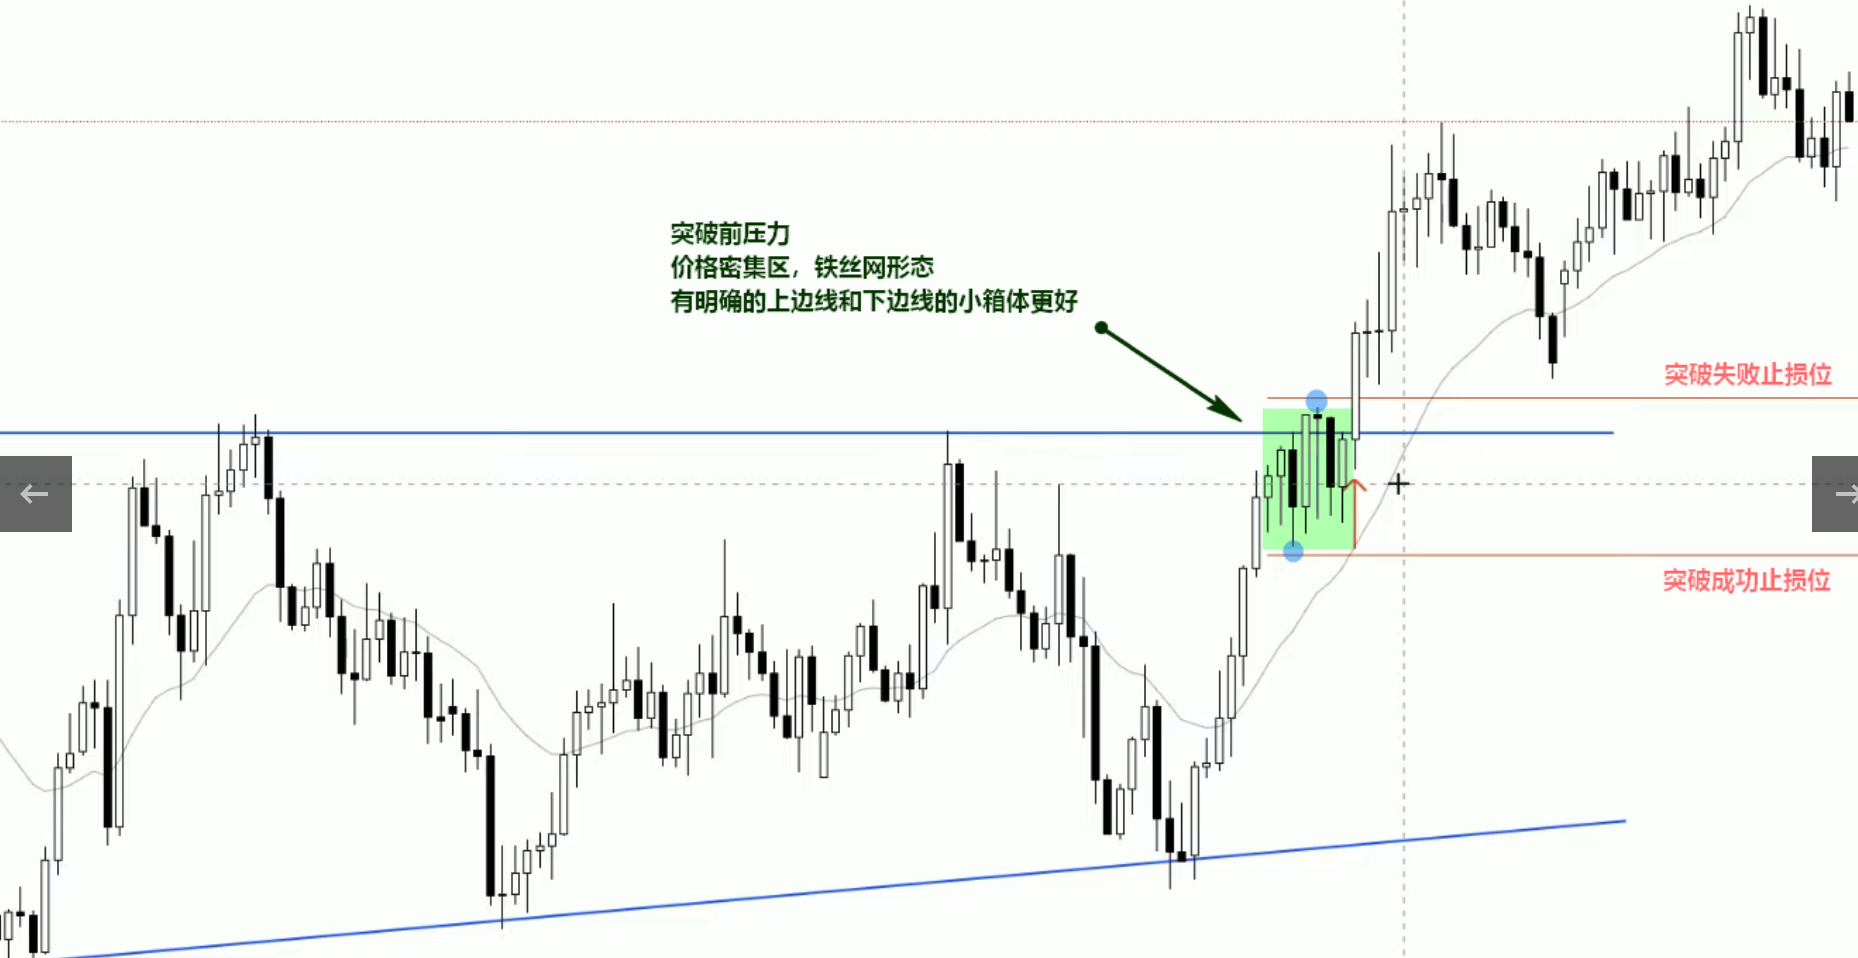 突破前压力
价格密集区，铁丝网形态
有明确的上边线和下边线的小箱体更好
突破失败止损位
突破成功止损位